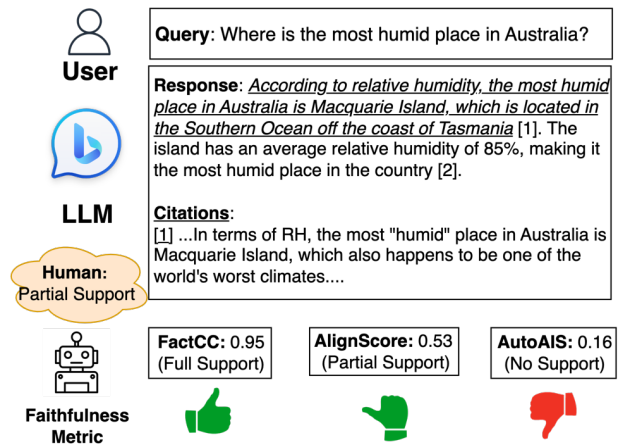 Query: Where is the most humid place in Australia?
User
Response: According to relative humidity, the most humid
place in Australia is Macquarie Island, which is located in
the Southern Ocean off the coast of Tasmania [1]. The
island has an average relative humidity of 85%, making it
the most humid place in the country [2].
LLM
Citations:
[1] ...In terms of RH, the most "humid" place in Australia is
Macquarie Island, which also happens to be one of the
world's worst climates....
Human:
Partial Support
FactCC: 0.95
(Full Support)
AlignScore: 0.53
(Partial Support)
AutoAIS: 0.16
(No Support)
Faithfulness
Metric